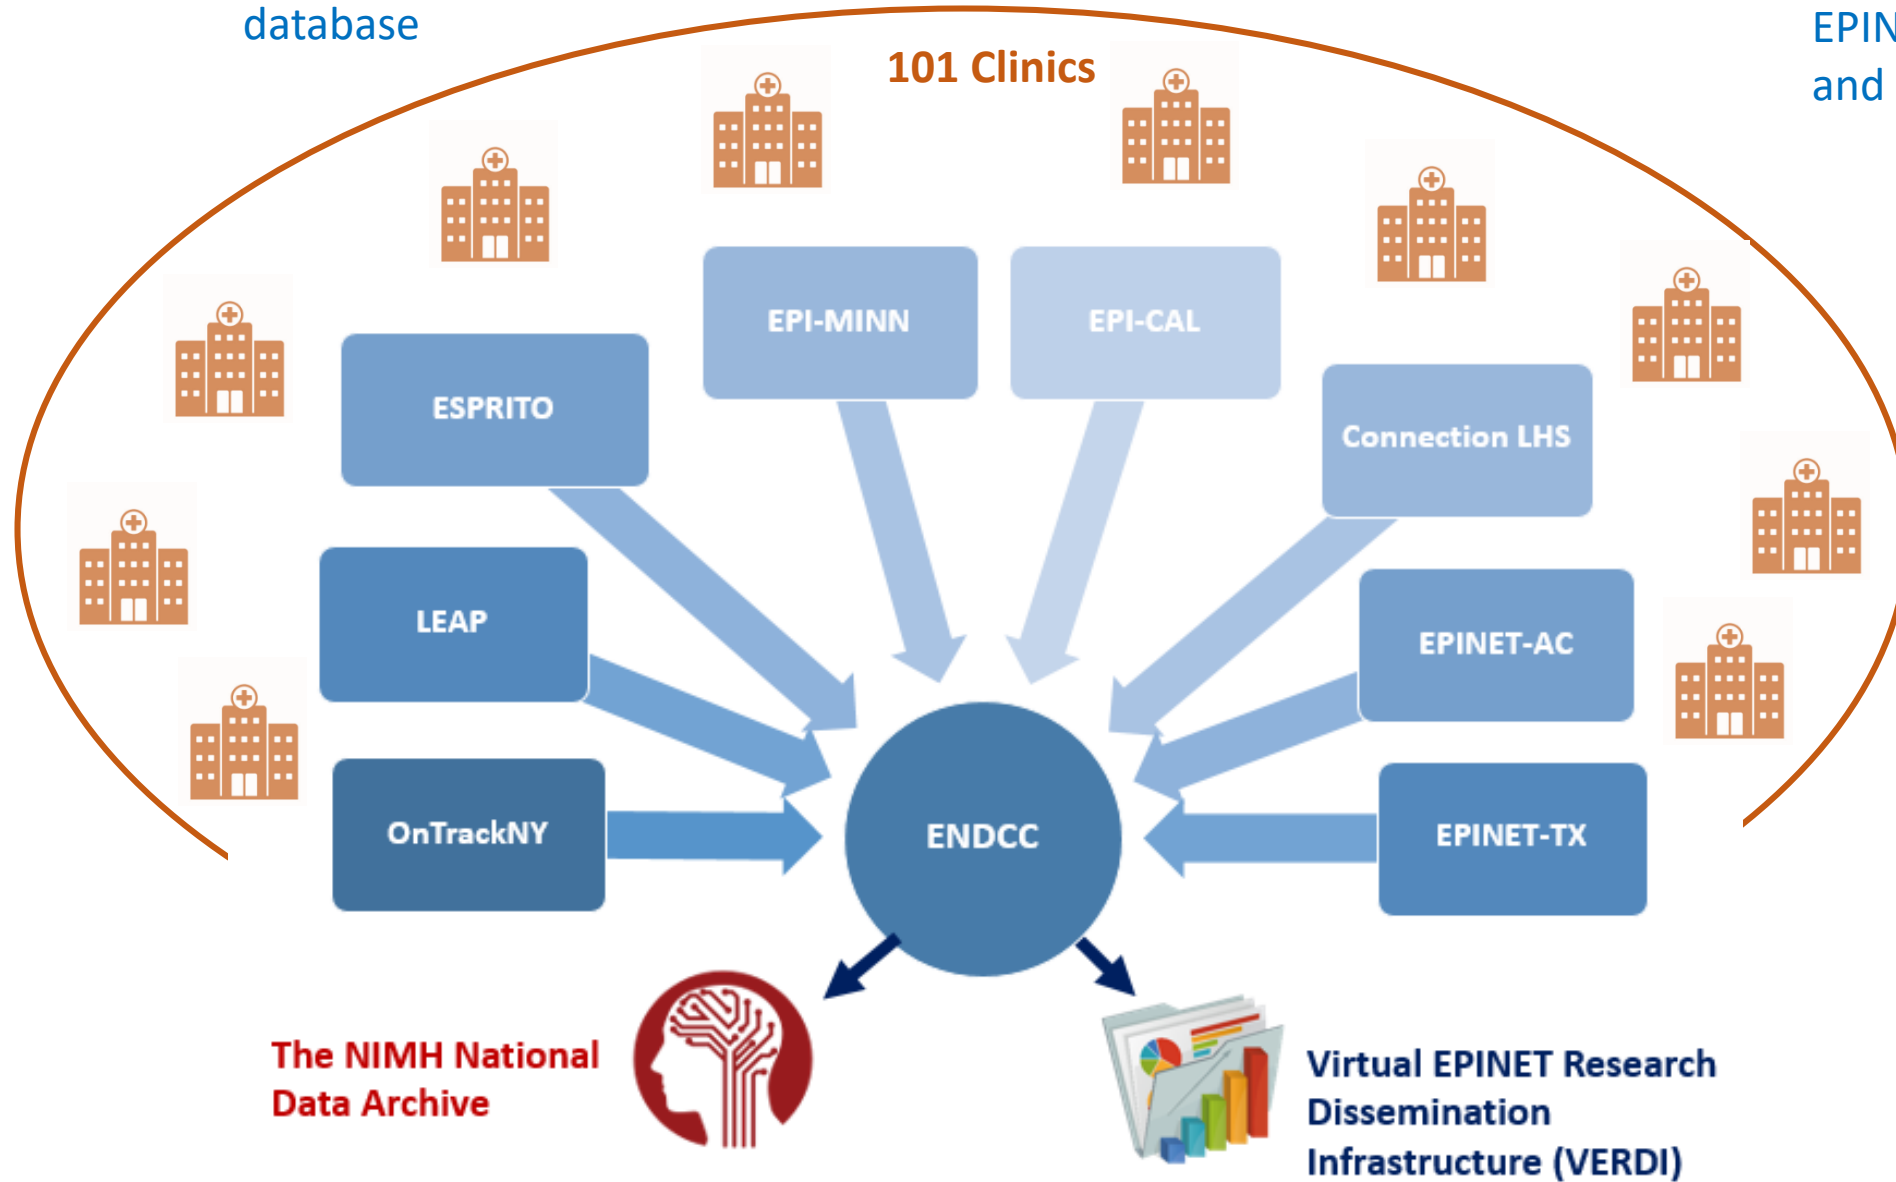 database
EPIN
and
101 Clinics
EPI-MINN
EPI-CAL
ESPRITO
Connection LHS
LEAP
EPINET-AC
OnTrackNY
ENDCC
EPINET-TX
The NIMH National
Data Archive
Virtual EPINET Research
Dissemination
Infrastructure (VERDI)